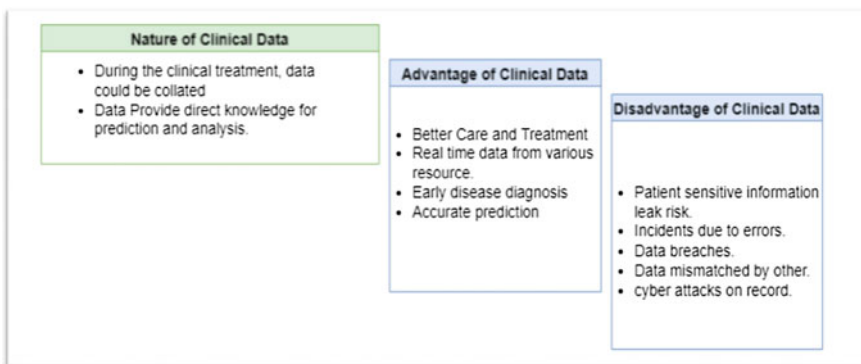 Nature of Clinical Data
• During the clinical treatment, data
could be collated
• Data Provide direct knowledge for
prediction and analysis.
Advantage of Clinical Data
• Better Care and Treatment
• Real time data from various
resource.
• Early disease diagnosis
• Accurate prediction
Disadvantage of Clinical Data
• Patient sensitive information
leak risk.
• Incidents due to errors.
• Data breaches.
• Data mismatched by other.
• cyber attacks on record.